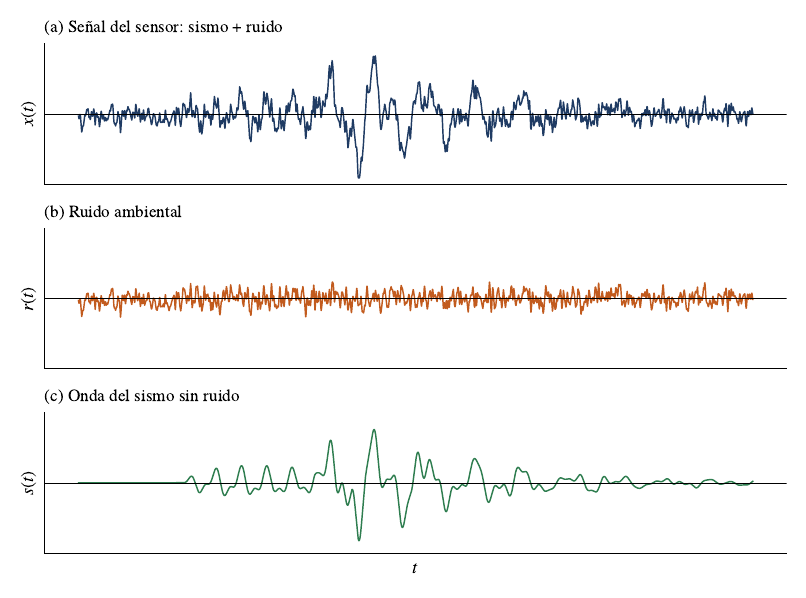 (a) Señal del sensor: sismo + ruido
x(t)
(b) Ruido ambiental
r(t)
(c) Onda del sismo sin ruido
s(t)
t